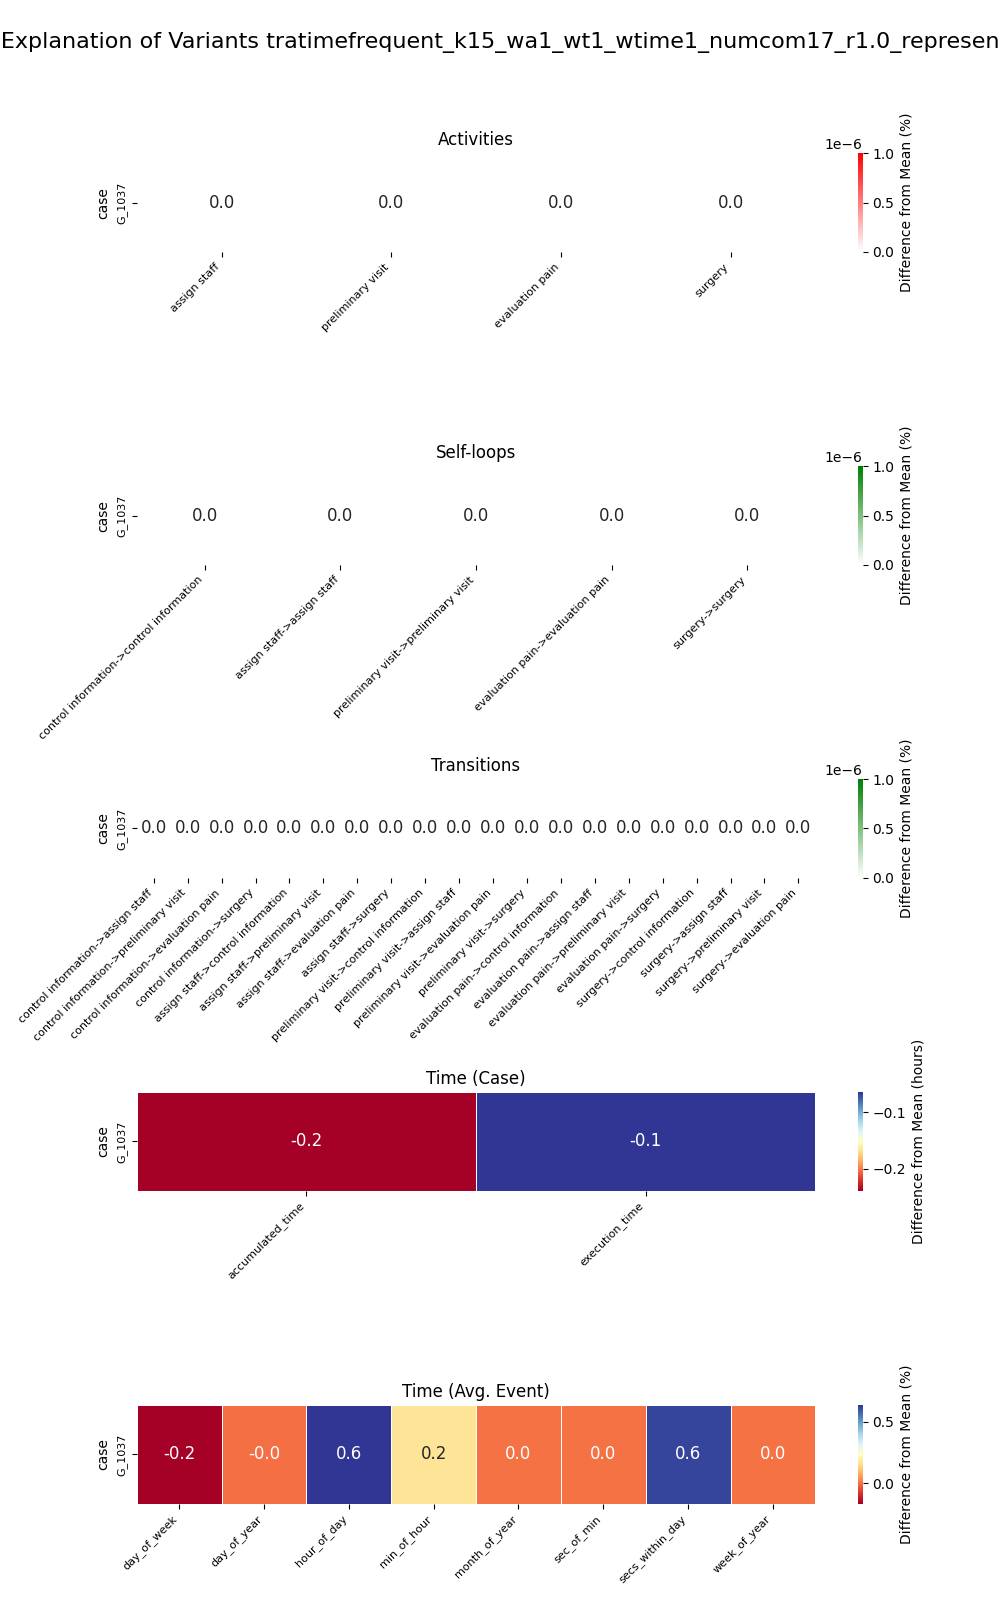 Explanation of Variants tratimefrequent_k15_wa1_wt1_wtime1_numcom17_r1.0_represen
Activities
case
G_1037
0.0 0.0 0.0 0.0
assign staff
preliminary visit
evaluation pain
surgery
1e−6
1.0
0.5
0.0
Difference from Mean (%)
Self-loops
case
G_1037
0.0 0.0 0.0 0.0 0.0
control information->control information
assign staff->assign staff
preliminary visit->preliminary visit
evaluation pain->evaluation pain
surgery->surgery
1e−6
1.0
0.5
0.0
Difference from Mean (%)
Transitions
case
G_1037
0.0 0.0 0.0 0.0 0.0 0.0 0.0 0.0 0.0 0.0 0.0 0.0 0.0 0.0 0.0 0.0 0.0 0.0 0.0 0.0
control information->assign staff
control information->preliminary visit
control information->evaluation pain
control information->surgery
assign staff->control information
assign staff->preliminary visit
assign staff->evaluation pain
assign staff->surgery
preliminary visit->control information
preliminary visit->assign staff
preliminary visit->evaluation pain
preliminary visit->surgery
evaluation pain->control information
evaluation pain->assign staff
evaluation pain->preliminary visit
evaluation pain->surgery
surgery->control information
surgery->assign staff
surgery->preliminary visit
surgery->evaluation pain
1e−6
1.0
0.5
0.0
Difference from Mean (%)
Time (Case)
case
G_1037
-0.2 -0.1
accumulated_time
execution_time
−0.1
−0.2
Difference from Mean (hours)
Time (Avg. Event)
case
G_1037
-0.2 -0.0 0.6 0.2 0.0 0.0 0.6 0.0
day_of_week
day_of_year
hour_of_day
min_of_hour
month_of_year
sec_of_min
secs_within_day
week_of_year
0.5
0.0
Difference from Mean (%)